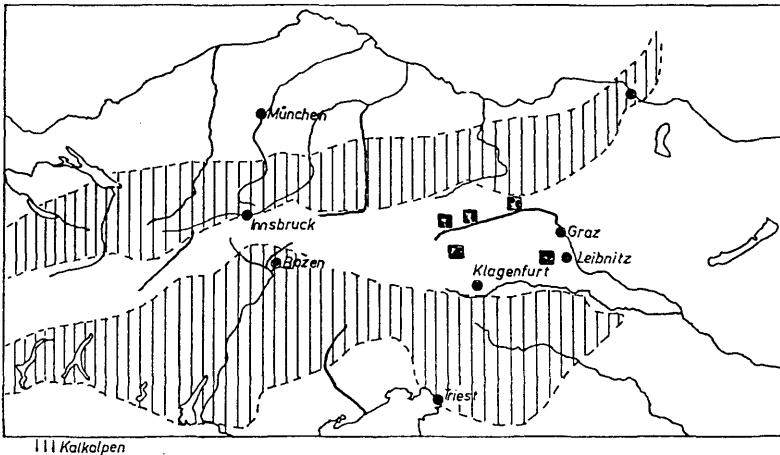 München
Innsbruck
Bozen
Graz
Leibnitz
Klagenfurt
Triest
Kalkalpen